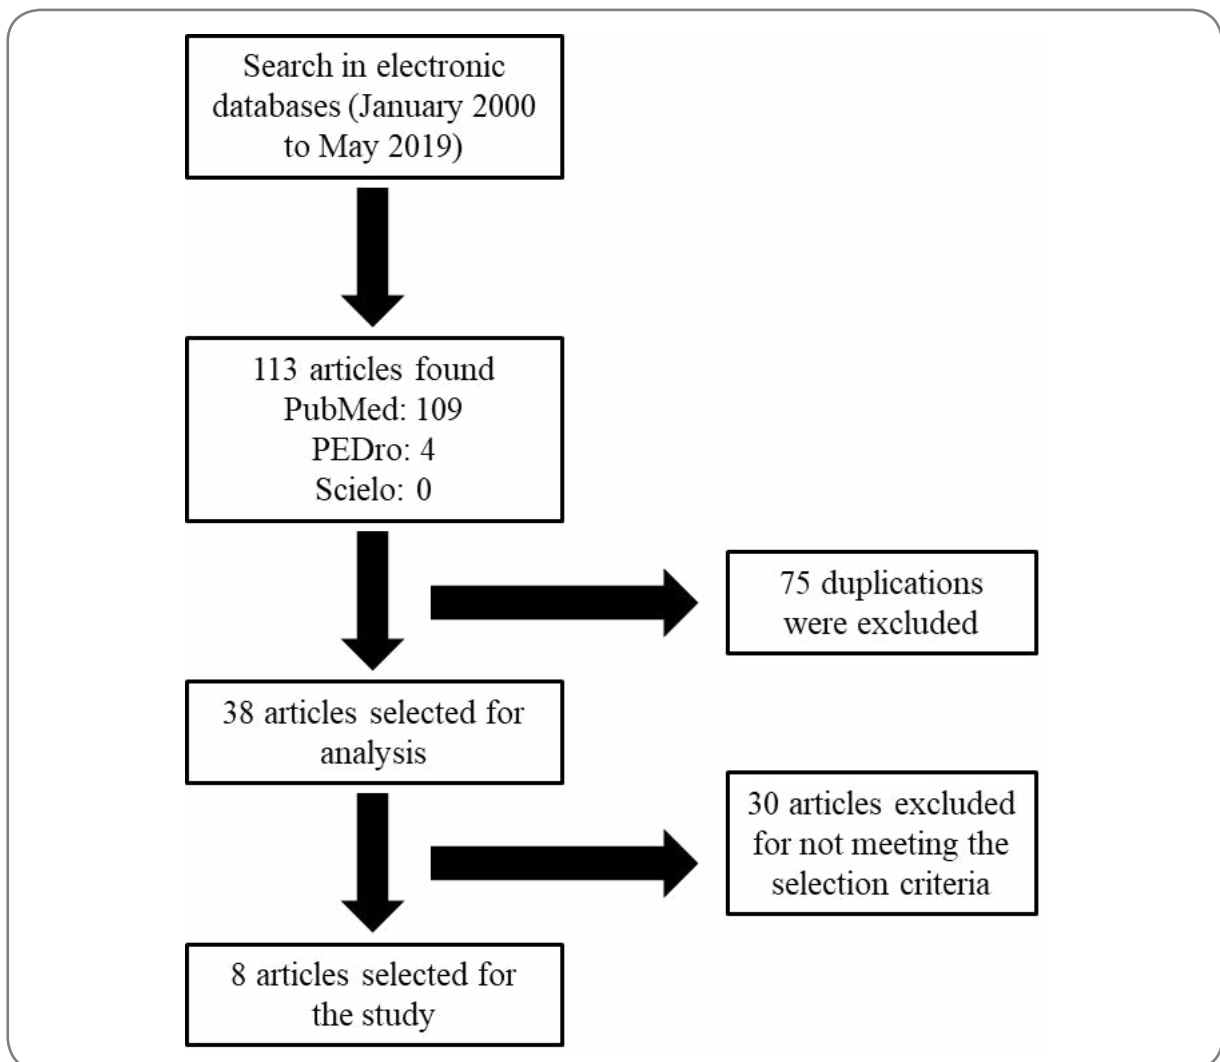 Search in electronic
databases (January 2000
to May 2019)
113 articles found
PubMed: 109
PEDro: 4
Scielo: 0
75 duplications
were excluded
38 articles selected for
analysis
30 articles excluded
for not meeting the
selection criteria
8 articles selected for
the study